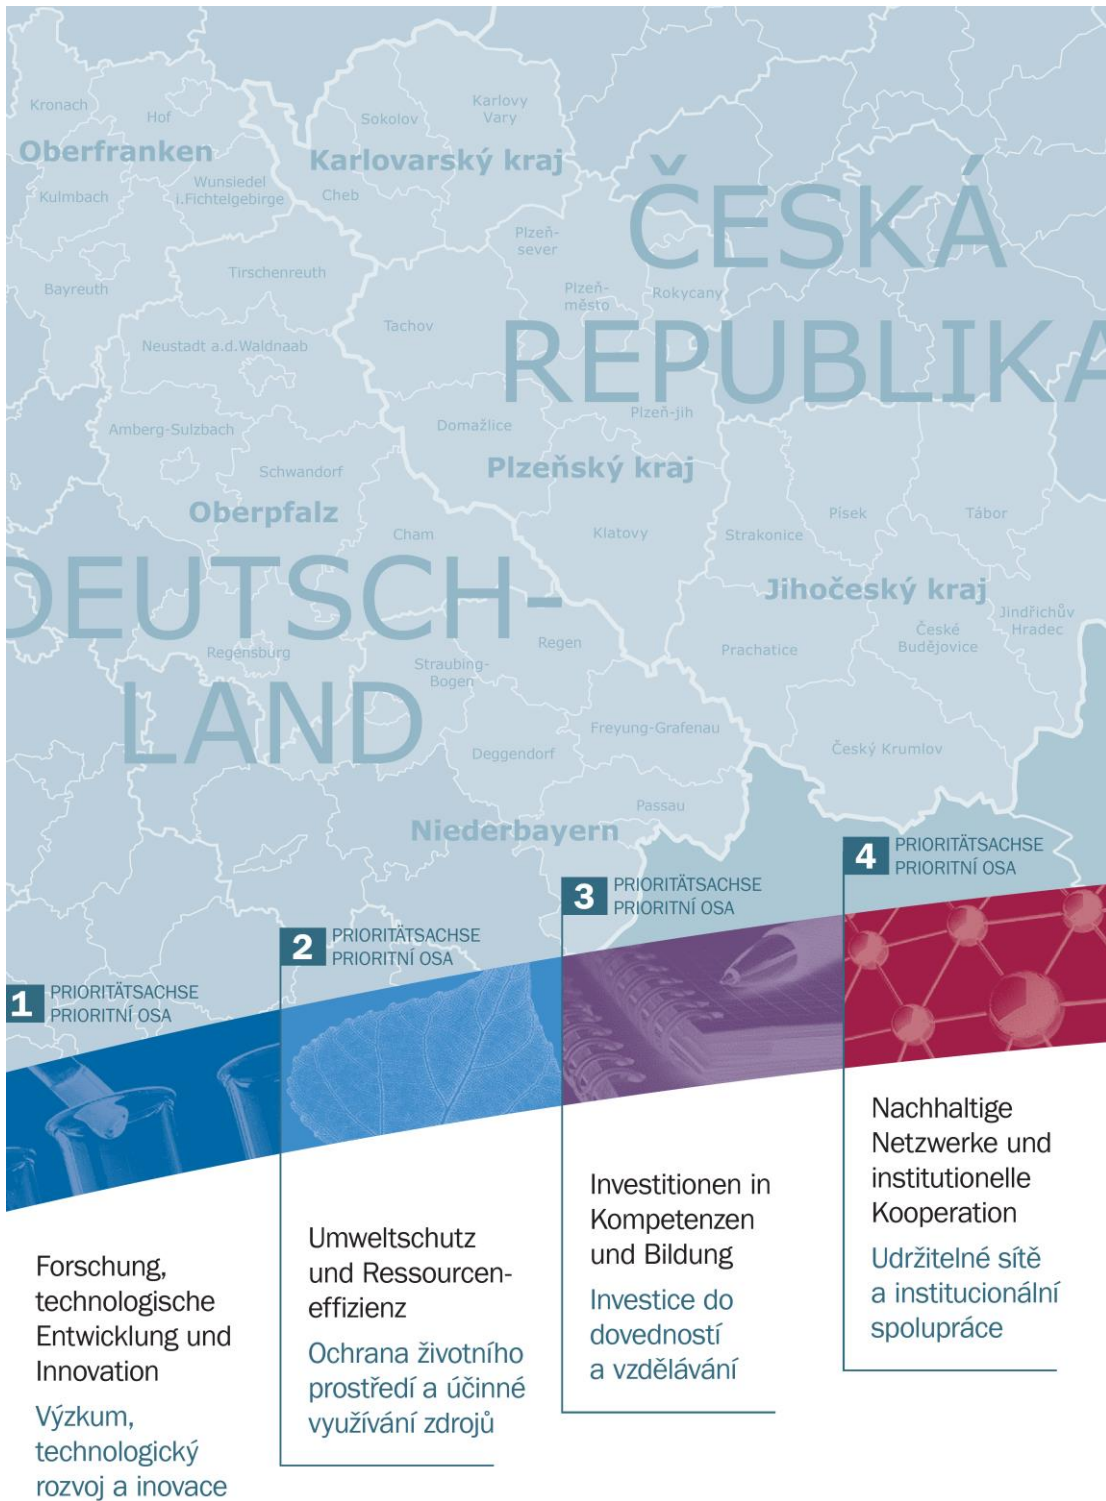 Kronach
Hof
Oberfranken
Kulmbach
Wunsiedel
i.Fichtelgebirge
Bayreuth
Sokolov
Karlovy
Vary
Karlovarský kraj
Cheb
ČESKÁ
REPUBLIKA
Plzeň-
sever
Plzeň-
město
Rokycany
Tirschenreuth
Tachov
Neustadt a.d.Waldnaab
Plzeň-jih
Amberg-Sulzbach
Domažlice
Schwandorf
Plzeňský kraj
Oberpfalz
Cham
Klatovy
Strakonice
Písek
Tábor
DEUTSCH-
LAND
Jihočeský kraj
Jindřichův
Hradec
České
Budějovice
Prachatice
Regen
Regensburg
Straubing-
Bogen
Freyung-Grafenau
Deggendorf
Český Krumlov
Passau
Niederbayern
1 PRIORITÄTSACHSE
PRIORITNÍ OSA
Forschung,
technologische
Entwicklung und
Innovation
Výzkum,
technologický
rozvoj a inovace
2 PRIORITÄTSACHSE
PRIORITNÍ OSA
Umweltschutz
und Ressourcen-
effizienz
Ochrana životního
prostředí a účinné
využívání zdrojů
3 PRIORITÄTSACHSE
PRIORITNÍ OSA
Investitionen in
Kompetenzen
und Bildung
Investice do
dovedností
a vzdělávání
4 PRIORITÄTSACHSE
PRIORITNÍ OSA
Nachhaltige
Netzwerke und
institutionelle
Kooperation
Udržitelné sítě
a institucionální
spolupráce